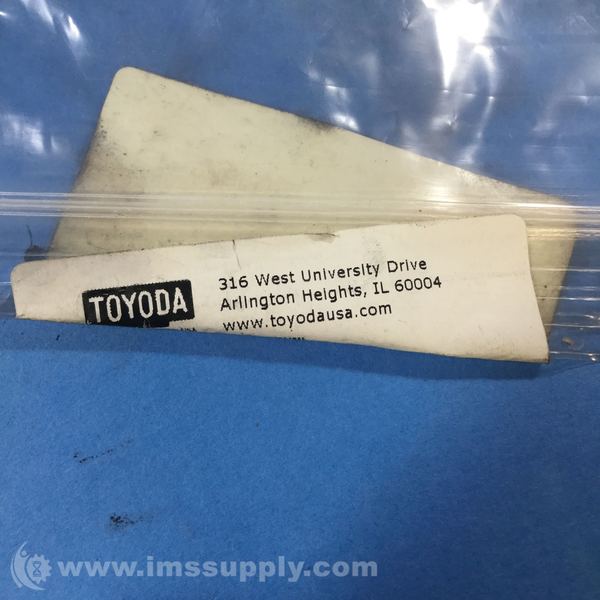 TOYODA
316 West University Drive
Arlington Heights, IL 60004
www.toyodausa.com
www.imssupply.com